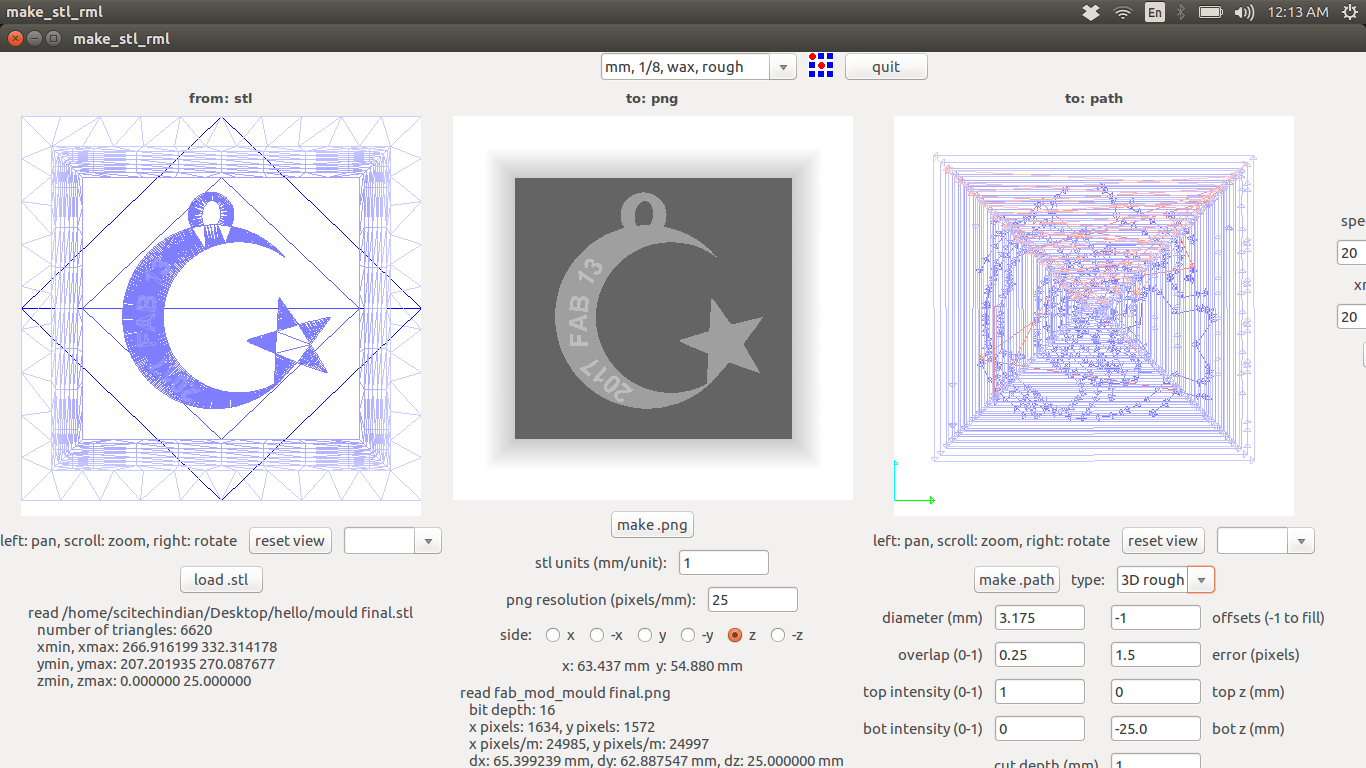 make_stl_rml
En
12:13 AM
make_stl_rml
mm, 1/8, wax, rough
quit
from: stl
to: png
to: path
FAB 13
2017
20
20
left: pan, scroll: zoom, right: rotate
reset view
make .png
left: pan, scroll: zoom, right: rotate
reset view
load .stl
stl units (mm/unit): 1
make .path
type: 3D rough
read /home/scitechindian/Desktop/hello/mould final.stl
number of triangles: 6620
xmin, xmax: 266.916199 332.314178
ymin, ymax: 207.201935 270.087677
zmin, zmax: 0.000000 25.000000
png resolution (pixels/mm): 25
side: x -x y -y z -z
x: 63.437 mm y: 54.880 mm
read fab_mod_mould final.png
bit depth: 16
x pixels: 1634, y pixels: 1572
x pixels/m: 24985, y pixels/m: 24997
dx: 65.399239 mm, dy: 62.887547 mm, dz: 25.000000 mm
diameter (mm) 3.175 -1 offsets (-1 to fill)
overlap (0-1) 0.25 1.5 error (pixels)
top intensity (0-1) 1 0 top z (mm)
bot intensity (0-1) 0 -25.0 bot z (mm)
cut depth (mm) 1